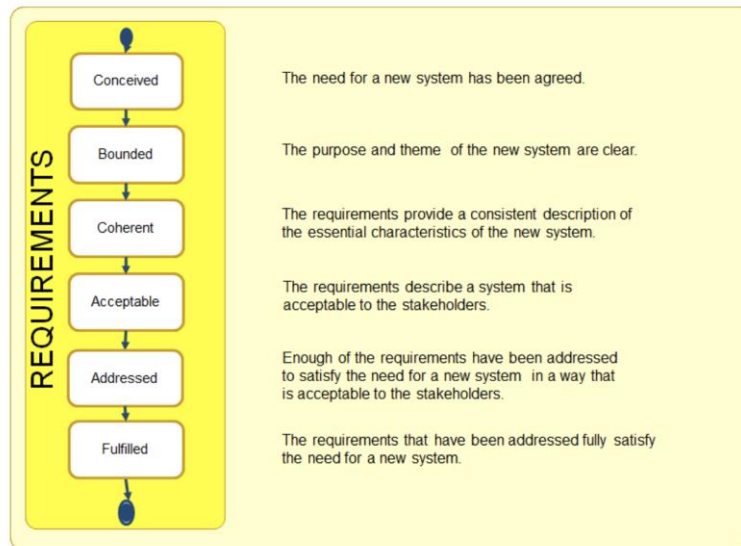 REQUIREMENTS
Conceived
The need for a new system has been agreed.
Bounded
The purpose and theme of the new system are clear.
Coherent
The requirements provide a consistent description of
the essential characteristics of the new system.
Acceptable
The requirements describe a system that is
acceptable to the stakeholders.
Addressed
Enough of the requirements have been addressed
to satisfy the need for a new system in a way that
is acceptable to the stakeholders.
Fulfilled
The requirements that have been addressed fully satisfy
the need for a new system.